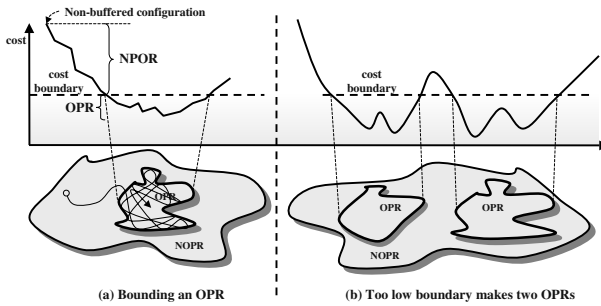 Non-buffered configuration
cost
NPOR
cost
boundary
OPR
cost
boundary
OPR
NOPR
OPR
OPR
NOPR
(a) Bounding an OPR
(b) Too low boundary makes two OPRs